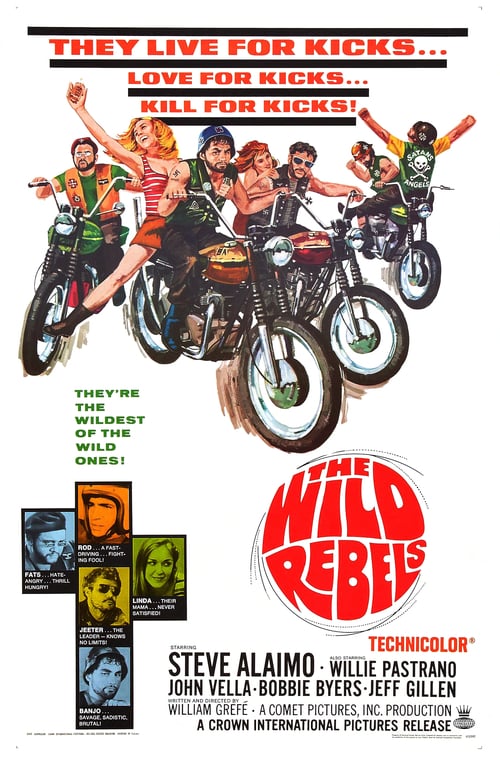 THEY LIVE FOR KICKS...
LOVE FOR KICKS...
KILL FOR KICKS!
SATANS
ANGELS
THEY'RE
THE
WILDEST
OF THE
WILD
ONES!
THE
WILD
REBELS
ROD...A FAST-
DRIVING...FIGHT-
ING FOOL!
FATS...HATE-
ANGRY...THRILL
HUNGRY!
LINDA...THEIR
MAMA...NEVER
SATISFIED!
JEETER...THE
LEADER—KNOWS
NO LIMITS!
BANJO...
SAVAGE, SADISTIC,
BRUTAL!
TECHNICOLOR®
STARRING
STEVE ALAIMO · ALSO STARRING WILLIE PASTRANO
JOHN VELLA · BOBBIE BYERS · JEFF GILLEN
WRITTEN AND DIRECTED BY
WILLIAM GREFÉ · A COMET PICTURES, INC. PRODUCTION
A CROWN INTERNATIONAL PICTURES RELEASE